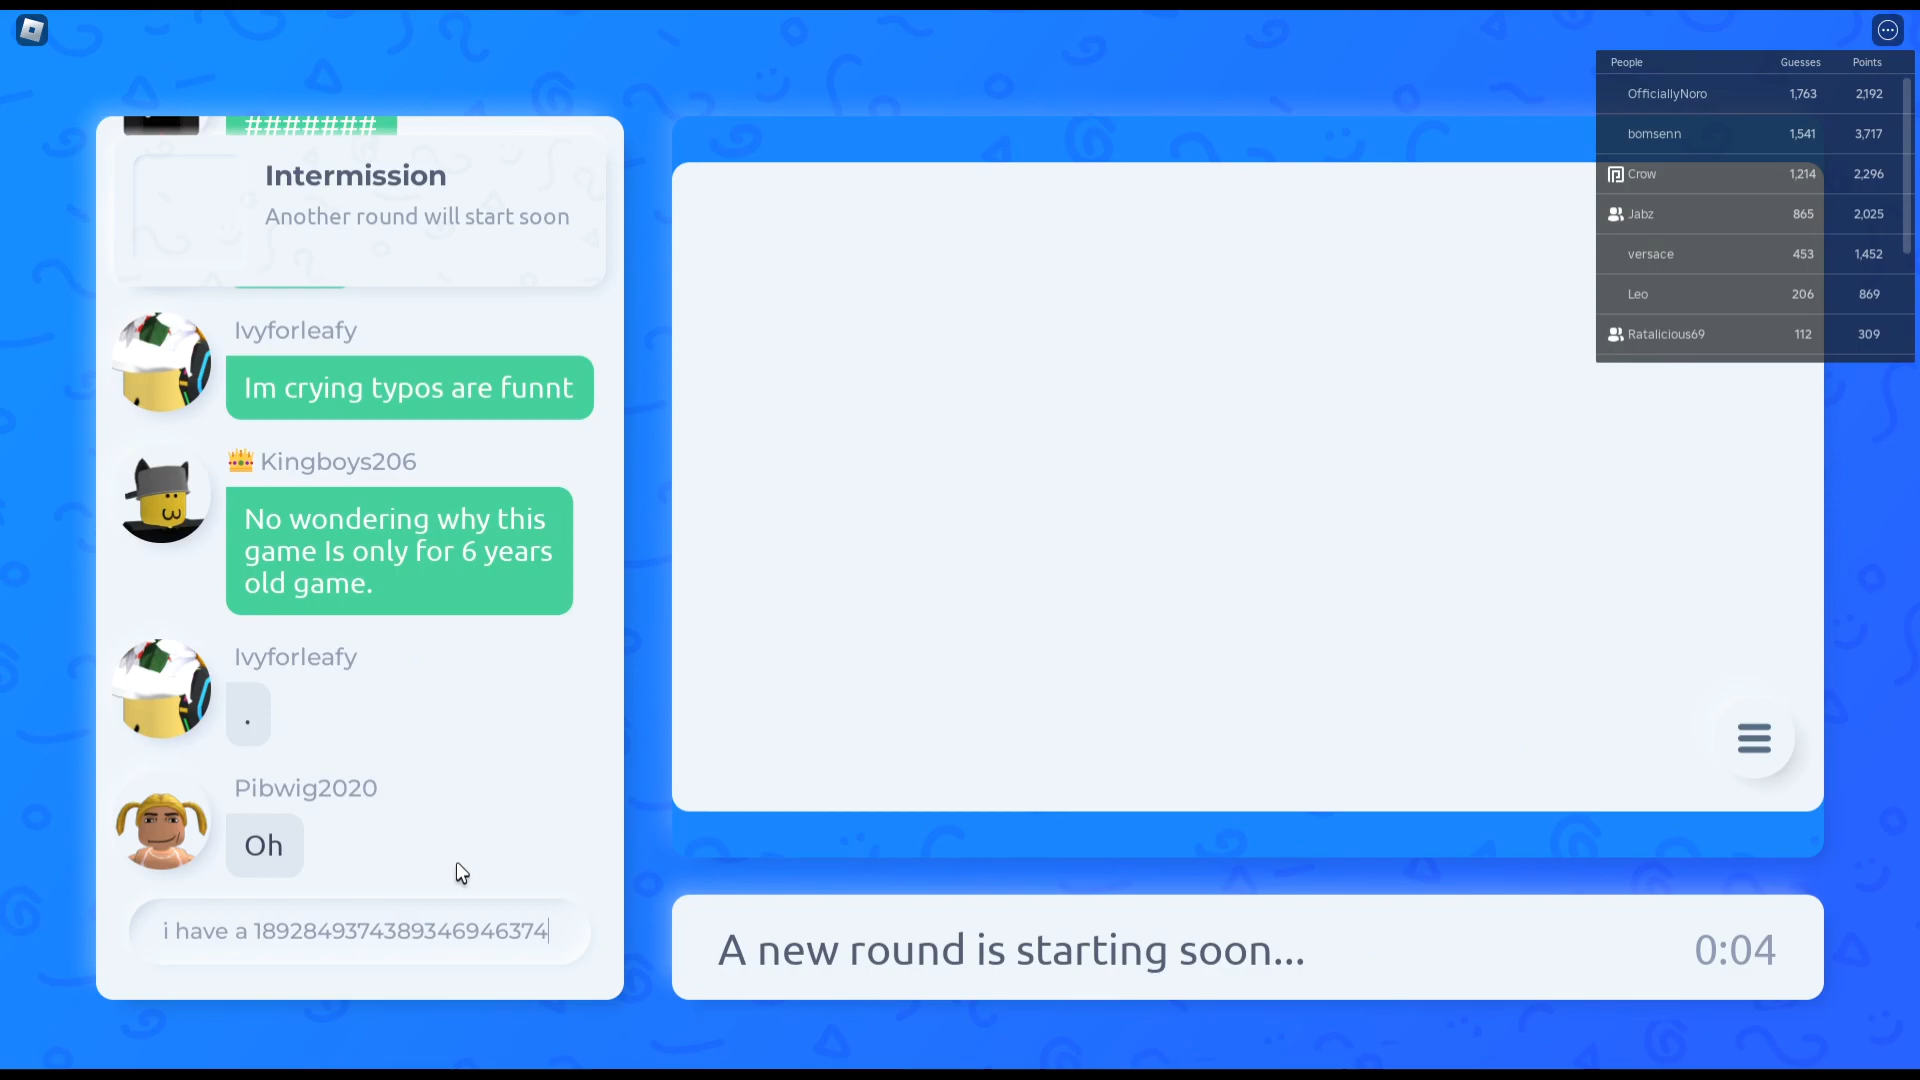 People Guesses Points
OfficiallyNoro 1,763 2,192
bomsenn 1,541 3,717
Crow 1,214 2,296
Jabz 865 2,025
versace 453 1,452
Leo 206 869
Ratalicious69 112 309
#######
Intermission
Another round will start soon
Ivyforleafy
Im crying typos are funnt
Kingboys206
No wondering why this
game Is only for 6 years
old game.
Ivyforleafy
.
Pibwig2020
Oh
i have a 1892849374389346946374
A new round is starting soon... 0:04